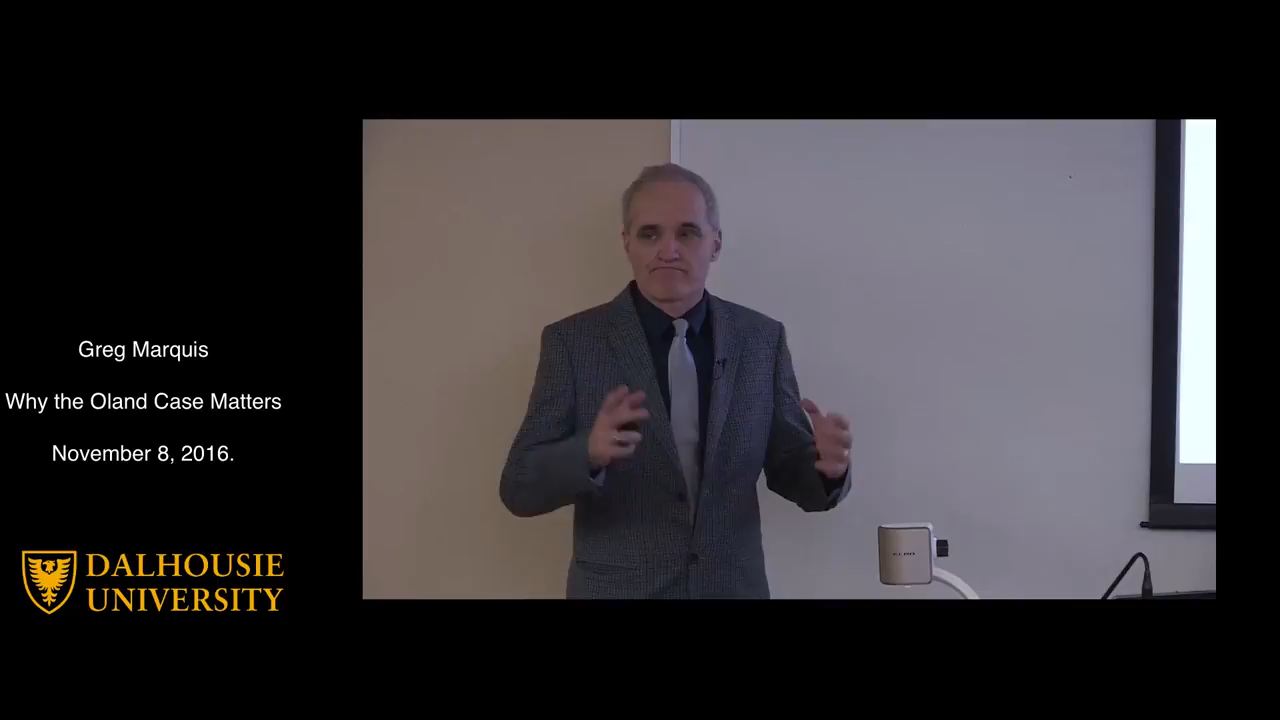 Greg Marquis
Why the Oland Case Matters
November 8, 2016.
DALHOUSIE
UNIVERSITY